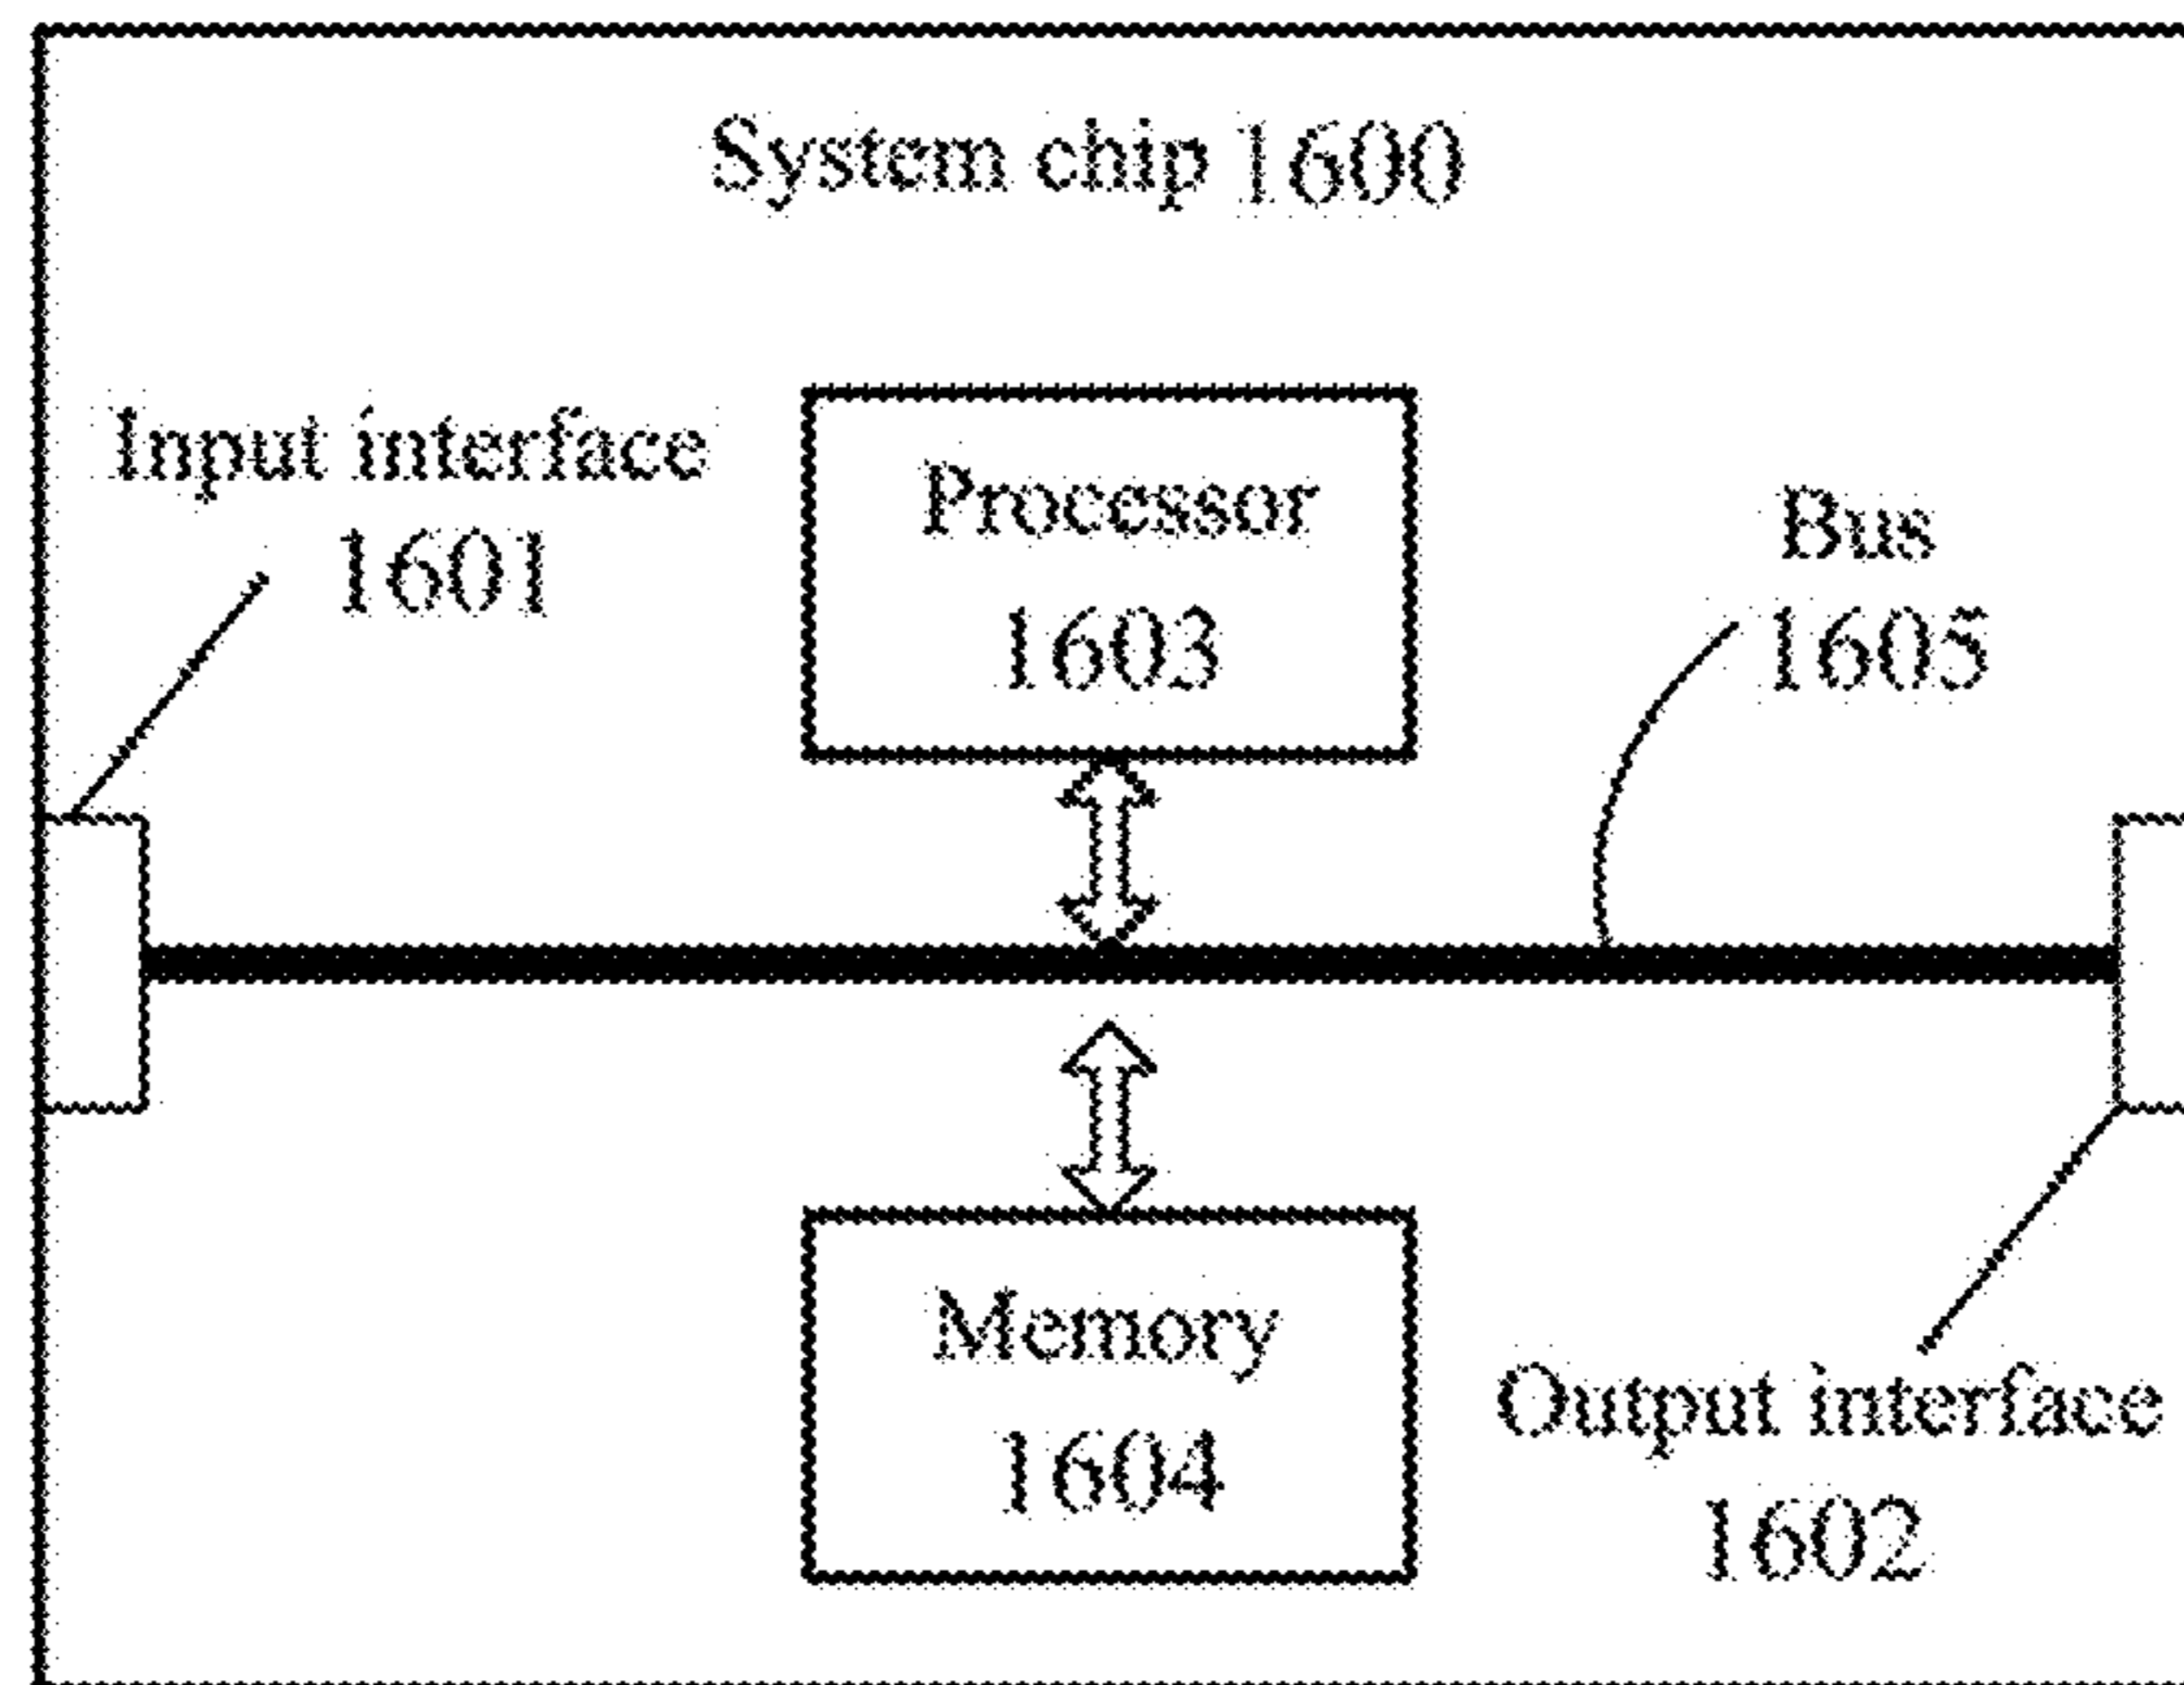 System chip 1600
Input interface
1601
Processor
1603
Bus
1605
Memory
1604
Output interface
1602